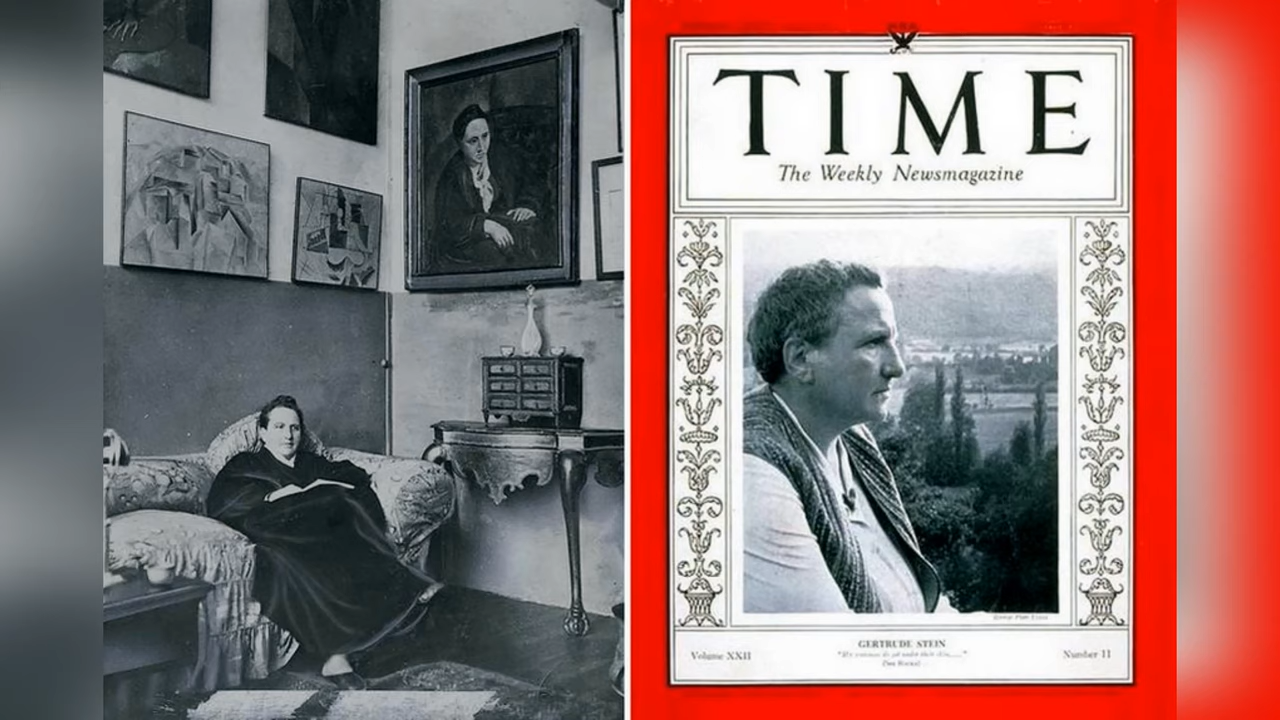 TIME
The Weekly Newsmagazine
GERTRUDE STEIN
Volume XXII
Number 11